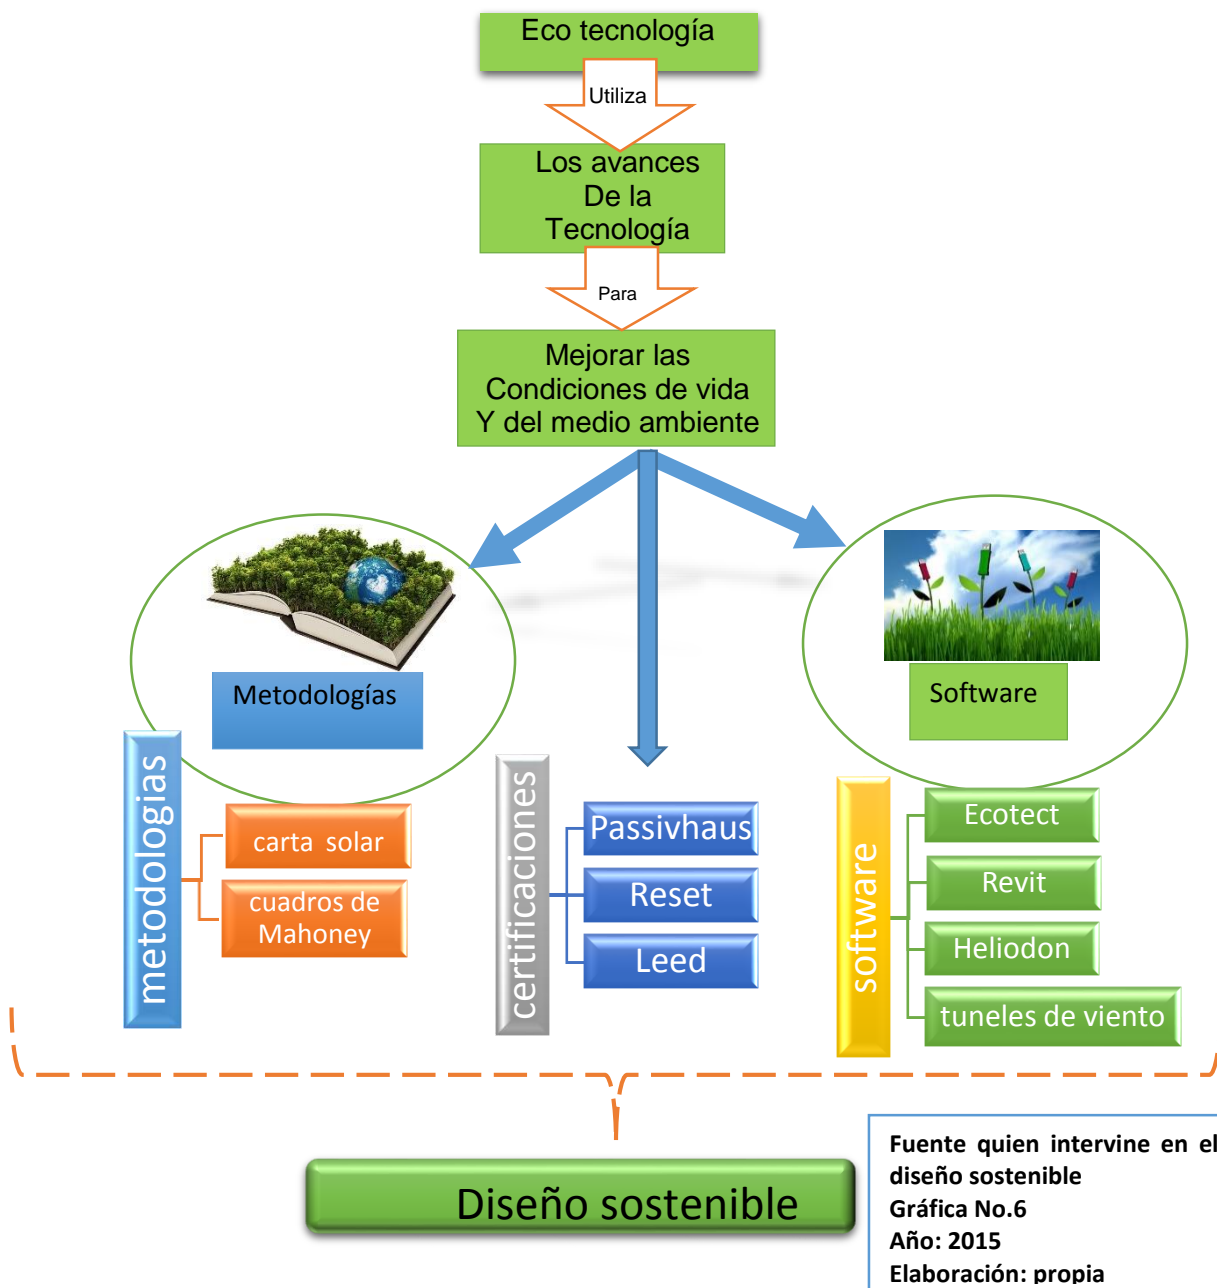 Eco tecnología
Utiliza
Los avances
De la
Tecnología
Para
Mejorar las
Condiciones de vida
Y del medio ambiente
Metodologías
Software
metodologias
carta solar
cuadros de
Mahoney
certificaciones
Passivhaus
Reset
Leed
software
Ecotect
Revit
Heliodon
tuneles de viento
Diseño sostenible
Fuente quien intervine en el
diseño sostenible
Gráfica No.6
Año: 2015
Elaboración: propia